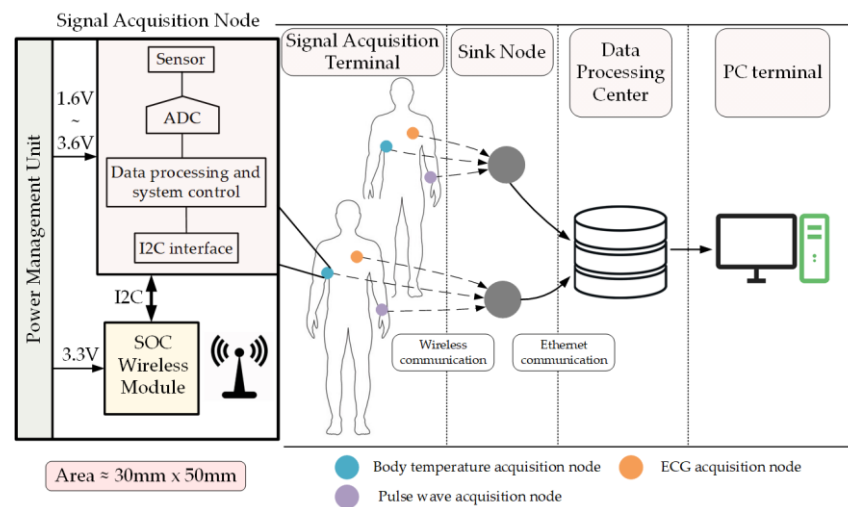 Signal Acquisition Node
Power Management Unit
1.6V
~
3.6V
Sensor
ADC
Data processing and
system control
I2C interface
I2C
3.3V
SOC
Wireless
Module
Area ≈ 30mm x 50mm
Signal Acquisition
Terminal
Sink Node
Data
Processing
Center
PC terminal
Wireless
communication
Ethernet
communication
Body temperature acquisition node
ECG acquisition node
Pulse wave acquisition node